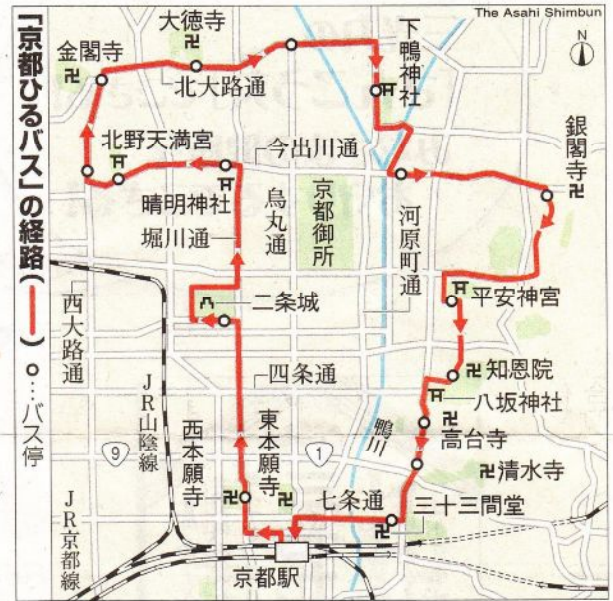 The Asahi Shimbun
「京都ひるバス」の経路(━) ○…バス停
N
大徳寺
金閣寺
下鴨神社
北大路通
銀閣寺
北野天満宮
今出川通
晴明神社
烏丸通
京都御所
河原町通
堀川通
平安神宮
西大路通
二条城
知恩院
四条通
八坂神社
JR山陰線
鴨川
高台寺
9
西本願寺
東本願寺
1
清水寺
七条通
三十三間堂
JR京都線
京都駅